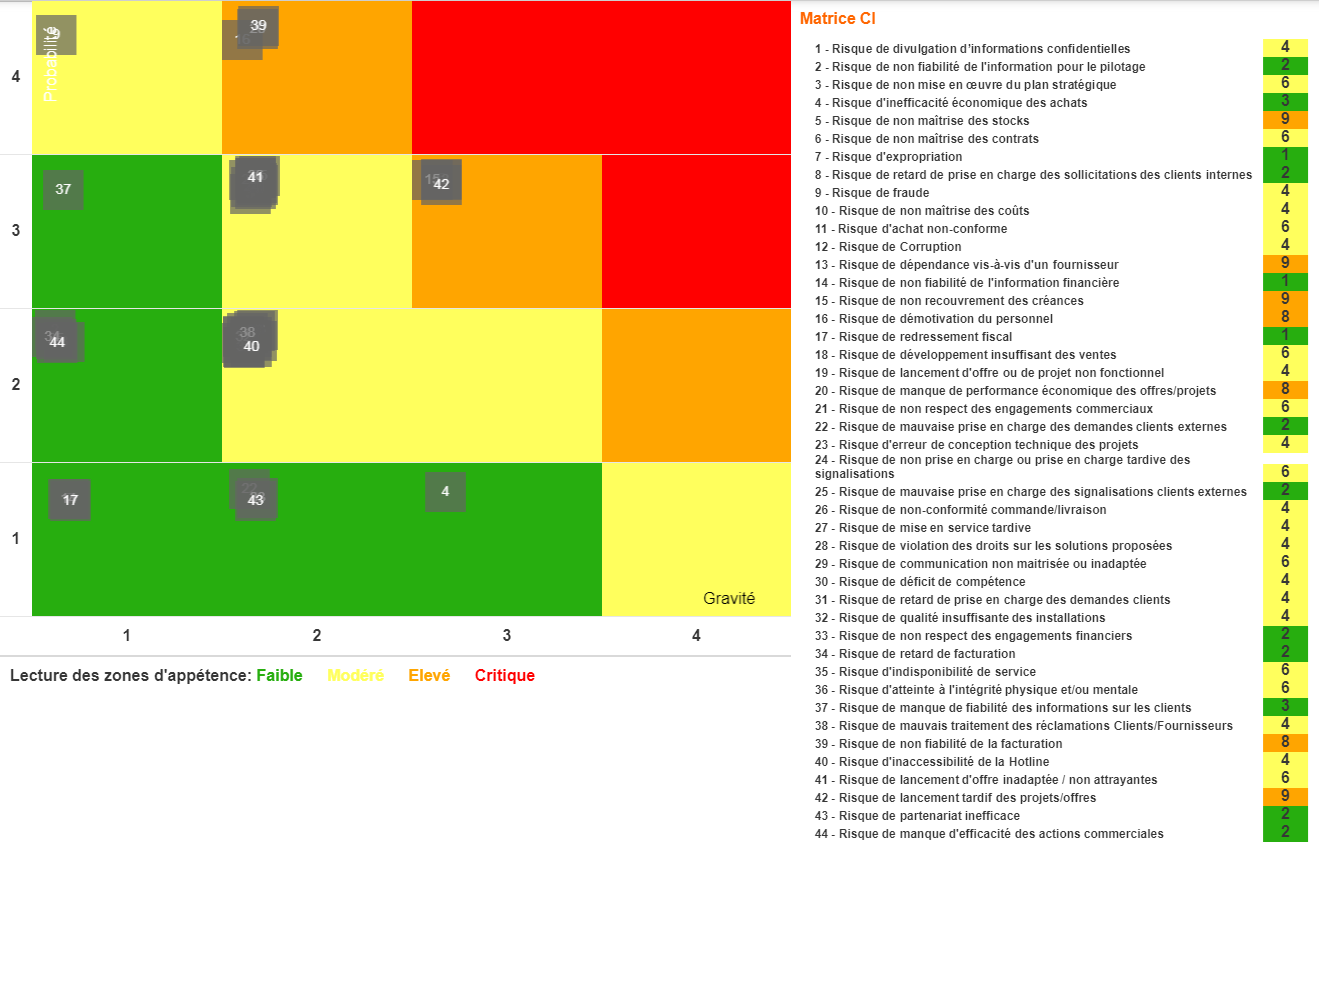 Probabilité
9
39
4
37
41
42
3
44
38
40
2
17
43
4
1
Gravité
1 2 3 4
Lecture des zones d'appétence: Faible Modéré Elevé Critique
Matrice CI
1 - Risque de divulgation d'informations confidentielles 4
2 - Risque de non fiabilité de l'information pour le pilotage 2
3 - Risque de non mise en œuvre du plan stratégique 6
4 - Risque d'inefficacité économique des achats 3
5 - Risque de non maîtrise des stocks 9
6 - Risque de non maîtrise des contrats 6
7 - Risque d'expropriation 1
8 - Risque de retard de prise en charge des sollicitations des clients internes 2
9 - Risque de fraude 4
10 - Risque de non maîtrise des coûts 4
11 - Risque d'achat non-conforme 6
12 - Risque de Corruption 4
13 - Risque de dépendance vis-à-vis d'un fournisseur 9
14 - Risque de non fiabilité de l'information financière 1
15 - Risque de non recouvrement des créances 9
16 - Risque de démotivation du personnel 8
17 - Risque de redressement fiscal 1
18 - Risque de développement insuffisant des ventes 6
19 - Risque de lancement d'offre ou de projet non fonctionnel 4
20 - Risque de manque de performance économique des offres/projets 8
21 - Risque de non respect des engagements commerciaux 6
22 - Risque de mauvaise prise en charge des demandes clients externes 2
23 - Risque d'erreur de conception technique des projets 4
24 - Risque de non prise en charge ou prise en charge tardive des
signalisations 6
25 - Risque de mauvaise prise en charge des signalisations clients externes 2
26 - Risque de non-conformité commande/livraison 4
27 - Risque de mise en service tardive 4
28 - Risque de violation des droits sur les solutions proposées 4
29 - Risque de communication non maitrisée ou inadaptée 6
30 - Risque de déficit de compétence 4
31 - Risque de retard de prise en charge des demandes clients 4
32 - Risque de qualité insuffisante des installations 4
33 - Risque de non respect des engagements financiers 2
34 - Risque de retard de facturation 2
35 - Risque d'indisponibilité de service 6
36 - Risque d'atteinte à l'intégrité physique et/ou mentale 6
37 - Risque de manque de fiabilité des informations sur les clients 3
38 - Risque de mauvais traitement des réclamations Clients/Fournisseurs 4
39 - Risque de non fiabilité de la facturation 8
40 - Risque d'inaccessibilité de la Hotline 4
41 - Risque de lancement d'offre inadaptée / non attrayantes 6
42 - Risque de lancement tardif des projets/offres 9
43 - Risque de partenariat inefficace 2
44 - Risque de manque d'efficacité des actions commerciales 2